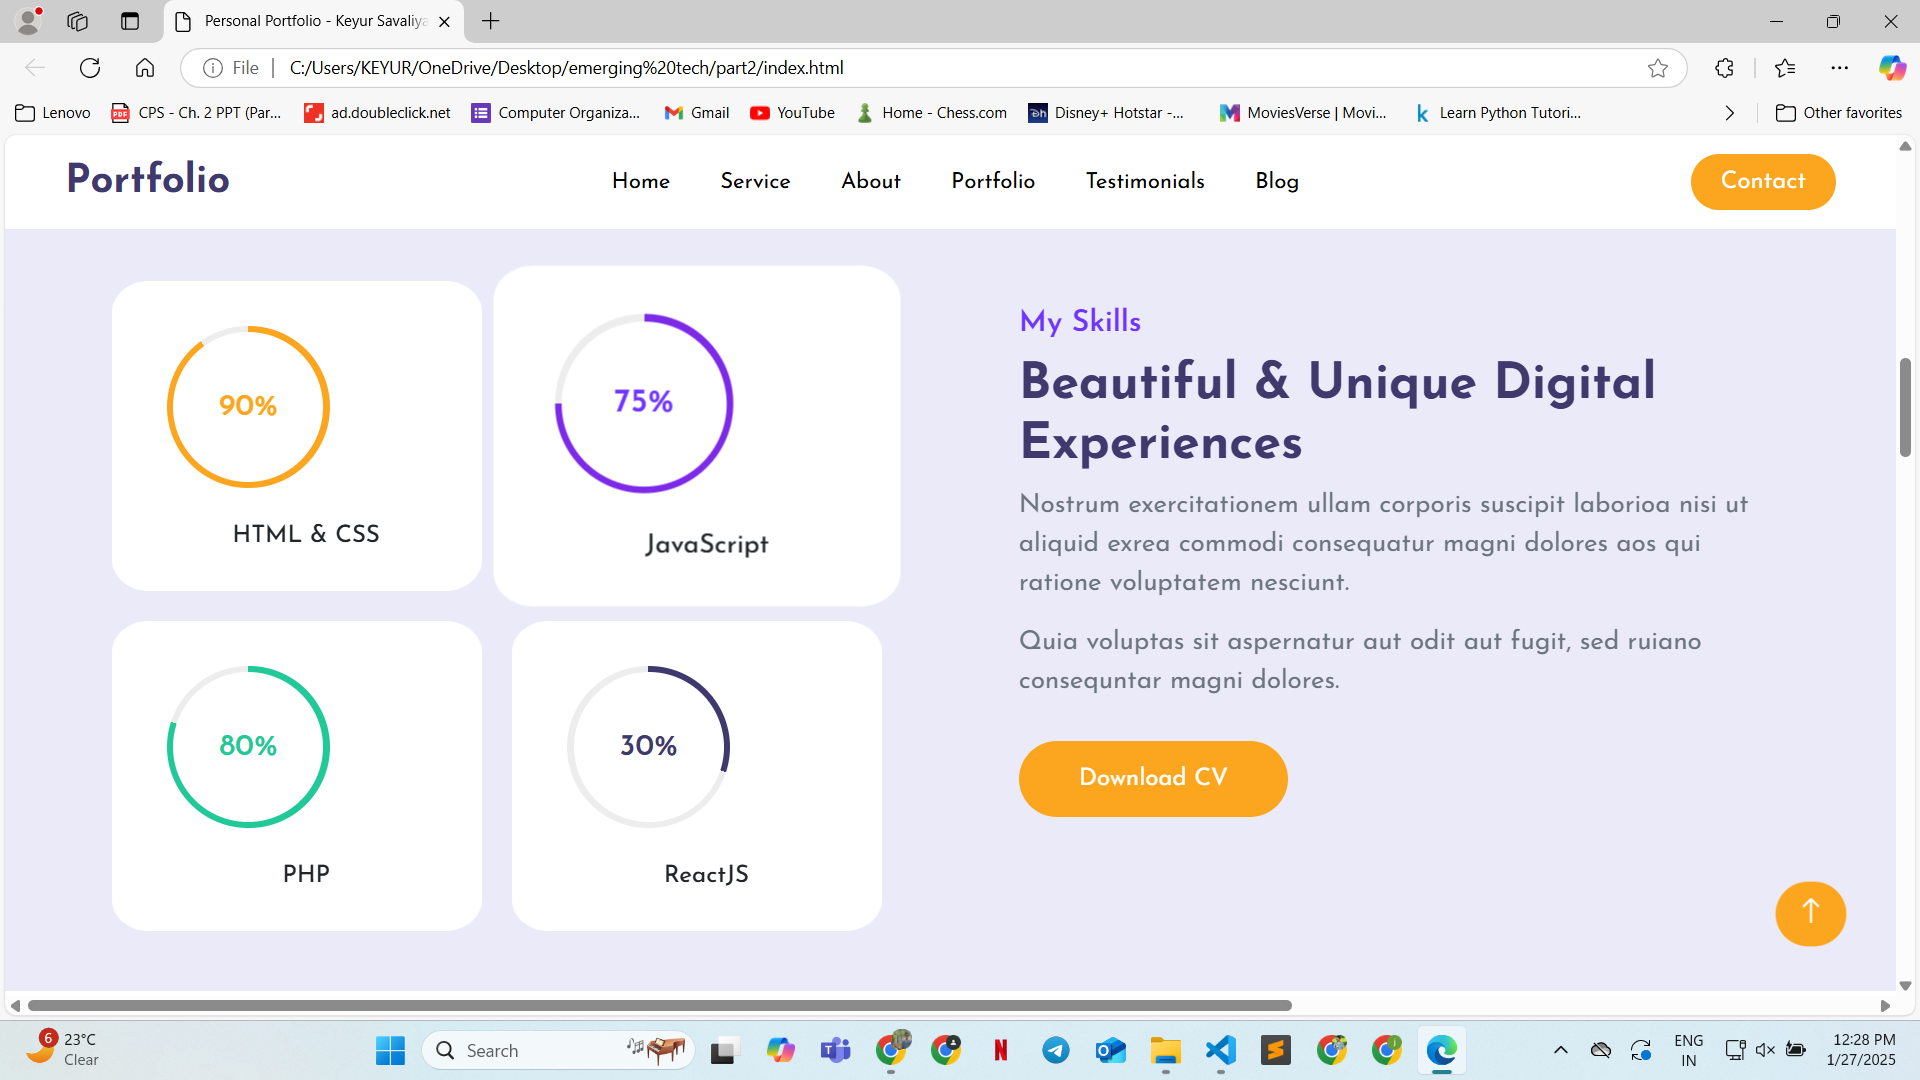 Personal Portfolio - Keyur Savaliya
File
C:/Users/KEYUR/OneDrive/Desktop/emerging%20tech/part2/index.html
Lenovo
CPS - Ch. 2 PPT (Par...
ad.doubleclick.net
Computer Organiza...
Gmail
YouTube
Home - Chess.com
Disney+ Hotstar -...
MoviesVerse | Movi...
Learn Python Tutori...
Other favorites
Portfolio
Home
Service
About
Portfolio
Testimonials
Blog
Contact
90%
HTML & CSS
75%
JavaScript
80%
PHP
30%
ReactJS
My Skills
Beautiful & Unique Digital
Experiences
Nostrum exercitationem ullam corporis suscipit laborioa nisi ut
aliquid exrea commodi consequatur magni dolores aos qui
ratione voluptatem nesciunt.
Quia voluptas sit aspernatur aut odit aut fugit, sed ruiano
consequntar magni dolores.
Download CV
6
23°C
Clear
Search
ENG
IN
12:28 PM
1/27/2025